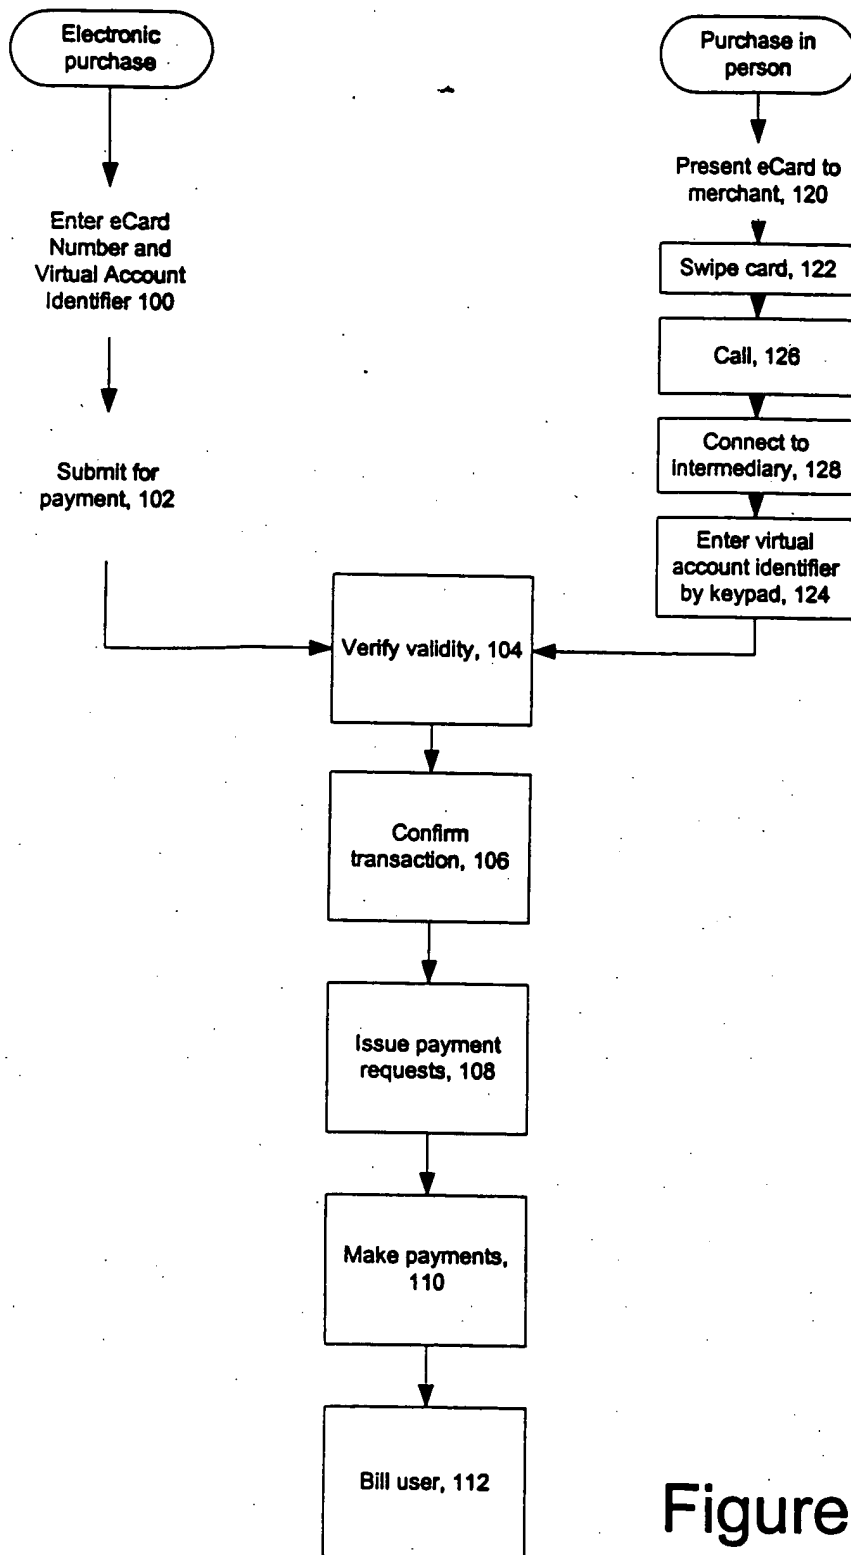 Electronic
purchase
Enter eCard
Number and
Virtual Account
Identifier 100
Submit for
payment, 102
Purchase in
person
Present eCard to
merchant, 120
Swipe card, 122
Call, 126
Connect to
intermediary, 128
Enter virtual
account identifier
by keypad, 124
Verify validity, 104
Confirm
transaction, 106
Issue payment
requests, 108
Make payments,
110
Bill user, 112
Figure